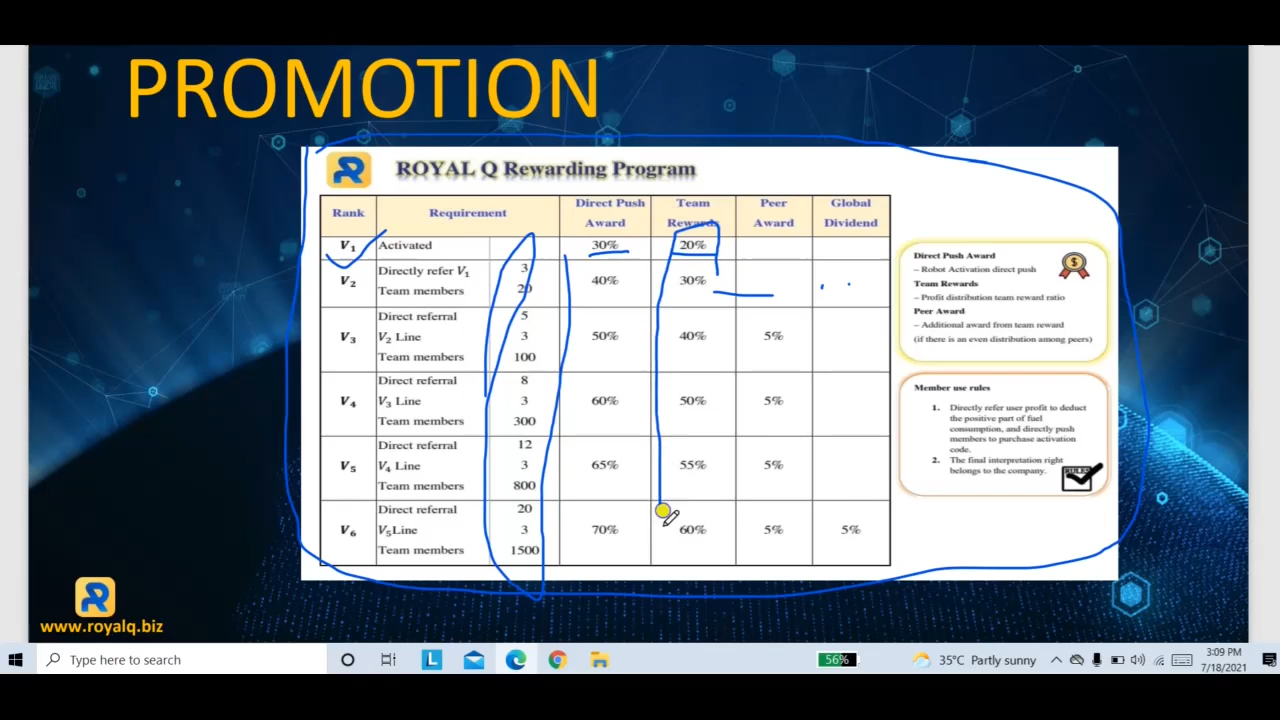 PROMOTION
ROYAL Q Rewarding Program
Rank Requirement Direct Push Award Team Rewards Peer Award Global Dividend
V1 Activated 30% 20%
V2 Directly refer V1 3 40% 30%
Team members 20
V3 Direct referral 5 50% 40% 5%
V2 Line 3
Team members 100
V4 Direct referral 8 60% 50% 5%
V3 Line 3
Team members 300
V5 Direct referral 12 65% 55% 5%
V4 Line 3
Team members 800
V6 Direct referral 20 70% 60% 5% 5%
V5Line 3
Team members 1500
Direct Push Award
– Robot Activation direct push
Team Rewards
– Profit distribution team reward ratio
Peer Award
– Additional award from team reward
(if there is an even distribution among peers)
Member use rules
1. Directly refer user profit to deduct
the positive part of fuel
consumption, and directly push
members to purchase activation
code.
2. The final interpretation right
belongs to the company.
RULES
www.royalq.biz
Type here to search
L
56%
35°C Partly sunny
3:09 PM
7/18/2021